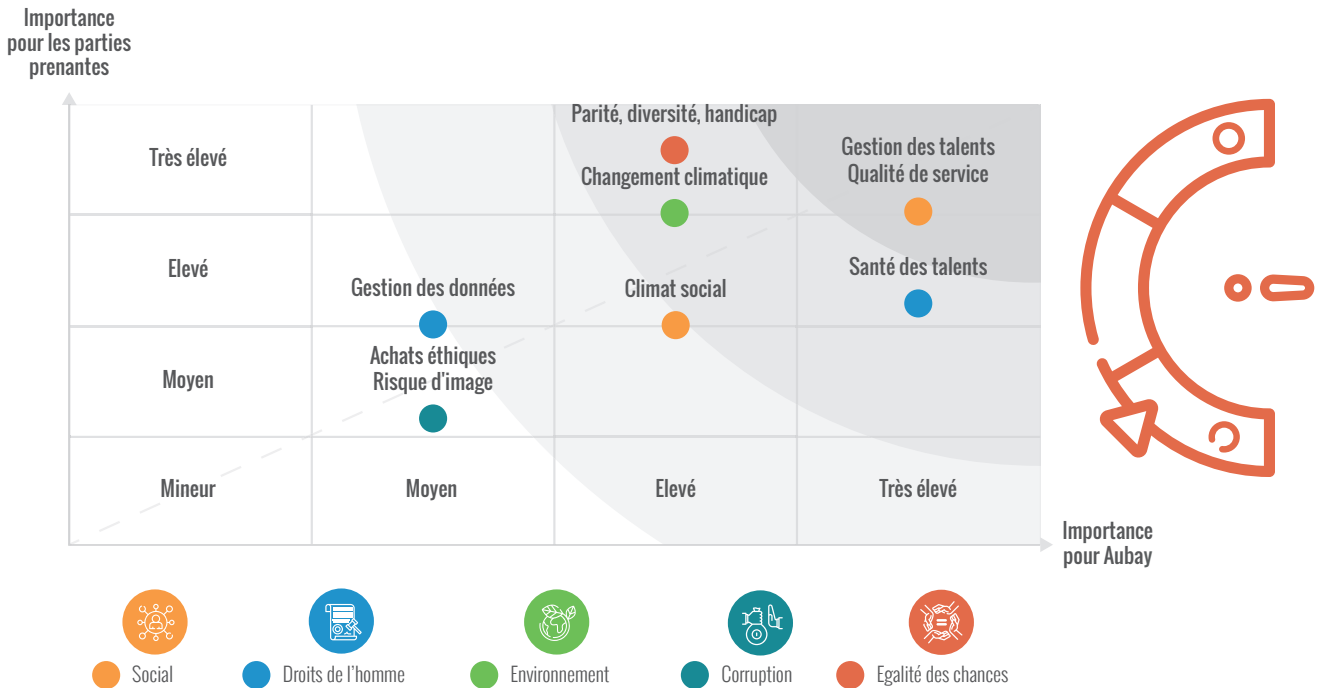 Importance
pour les parties
prenantes
Parité, diversité, handicap
Très élevé
Gestion des talents
Qualité de service
Changement climatique
Elevé
Santé des talents
Gestion des données
Climat social
Achats éthiques
Risque d'image
Moyen
Mineur
Moyen
Elevé
Très élevé
Importance
pour Aubay
Social
Droits de l'homme
Environnement
Corruption
Egalité des chances